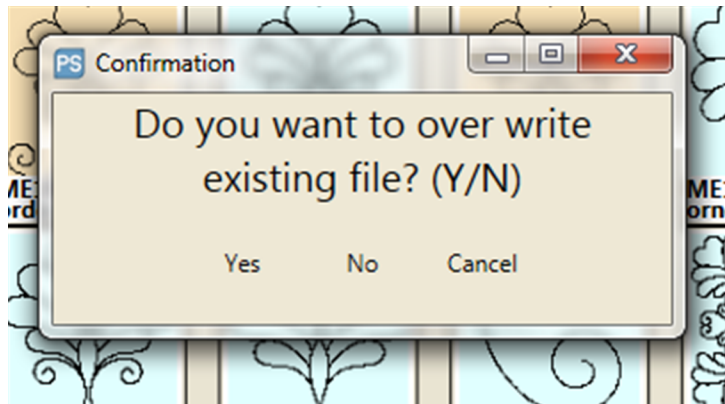 PS Confirmation
Do you want to over write
existing file? (Y/N)
Yes No Cancel